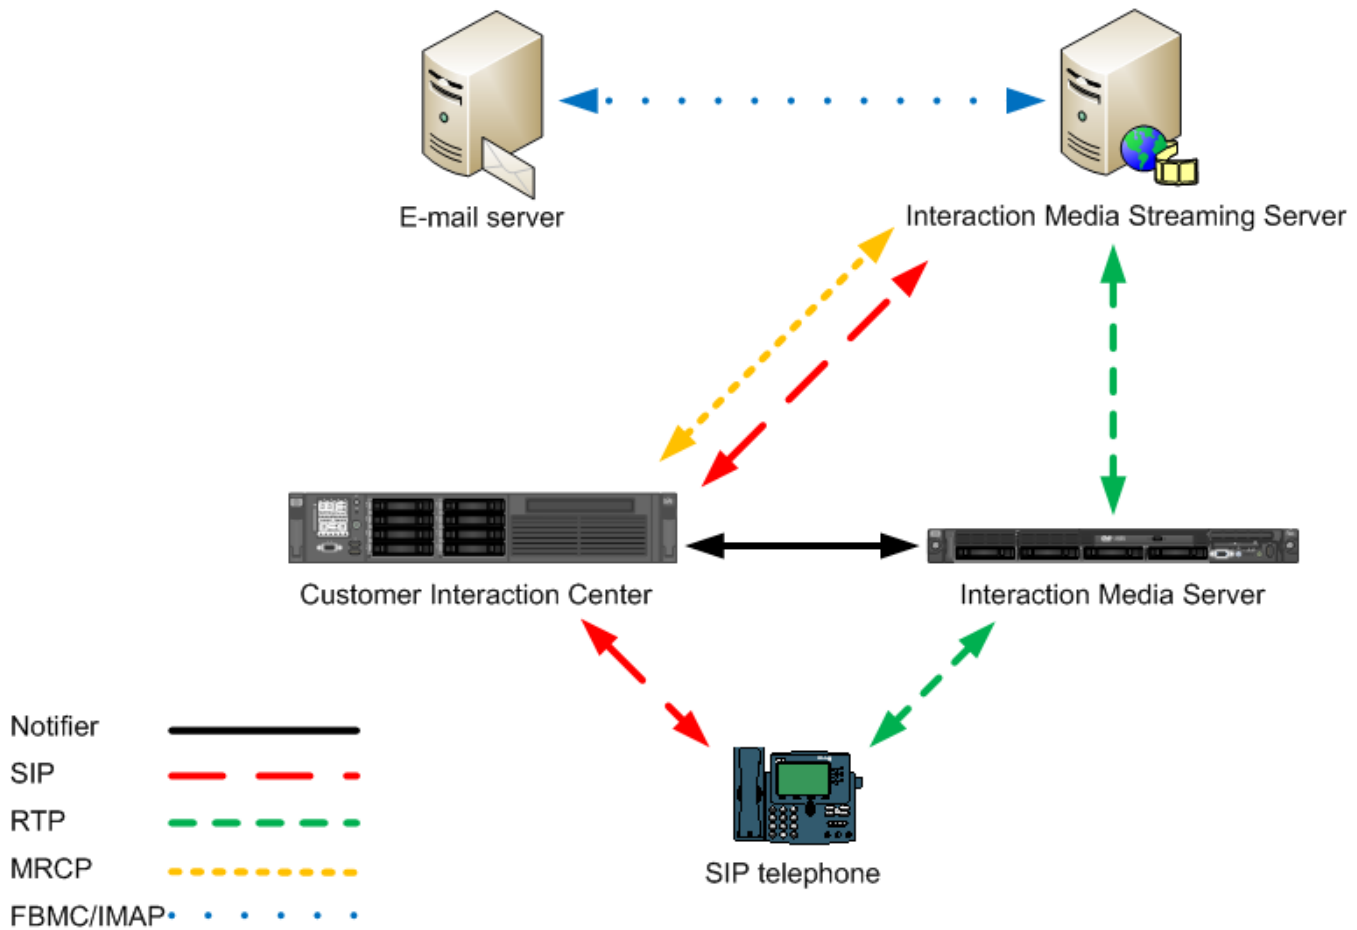 E-mail server
Interaction Media Streaming Server
Customer Interaction Center
Interaction Media Server
SIP telephone
Notifier
SIP
RTP
MRCP
FBMC/IMAP